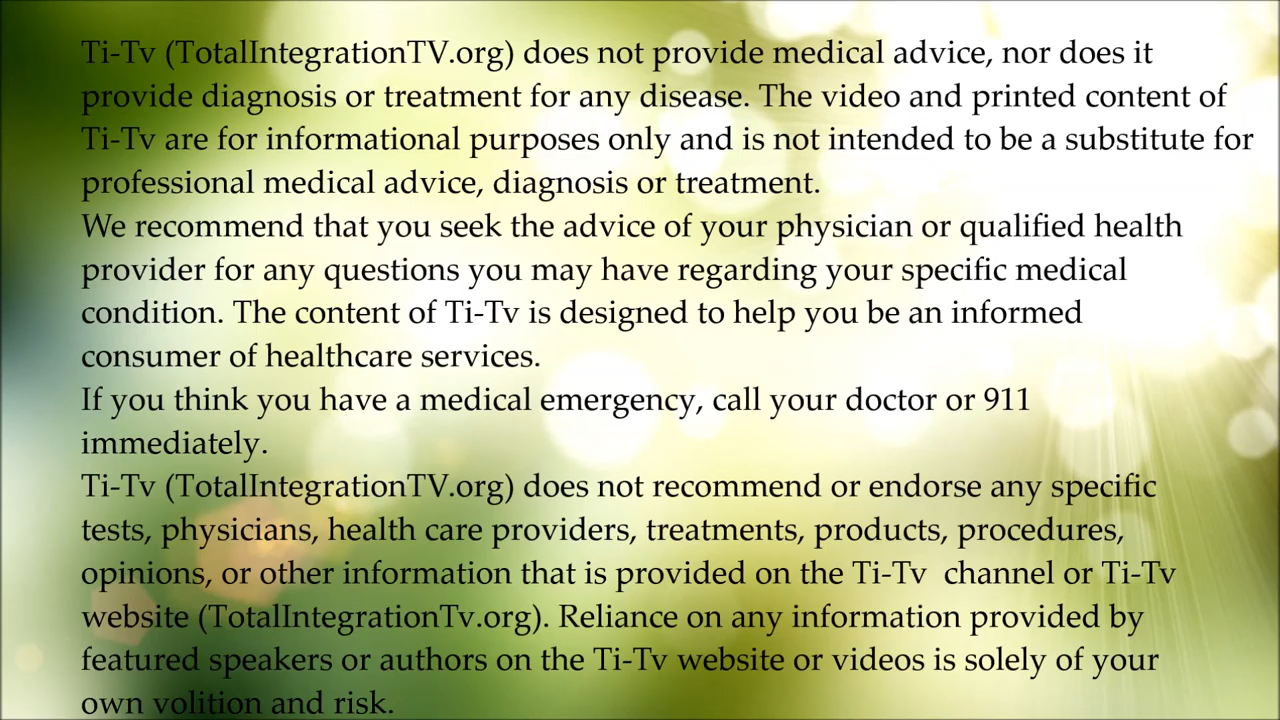 Ti-Tv (TotalIntegrationTV.org) does not provide medical advice, nor does it
provide diagnosis or treatment for any disease. The video and printed content of
Ti-Tv are for informational purposes only and is not intended to be a substitute for
professional medical advice, diagnosis or treatment.
We recommend that you seek the advice of your physician or qualified health
provider for any questions you may have regarding your specific medical
condition. The content of Ti-Tv is designed to help you be an informed
consumer of healthcare services.
If you think you have a medical emergency, call your doctor or 911
immediately.
Ti-Tv (TotalIntegrationTV.org) does not recommend or endorse any specific
tests, physicians, health care providers, treatments, products, procedures,
opinions, or other information that is provided on the Ti-Tv  channel or Ti-Tv
website (TotalIntegrationTv.org). Reliance on any information provided by
featured speakers or authors on the Ti-Tv website or videos is solely of your
own volition and risk.